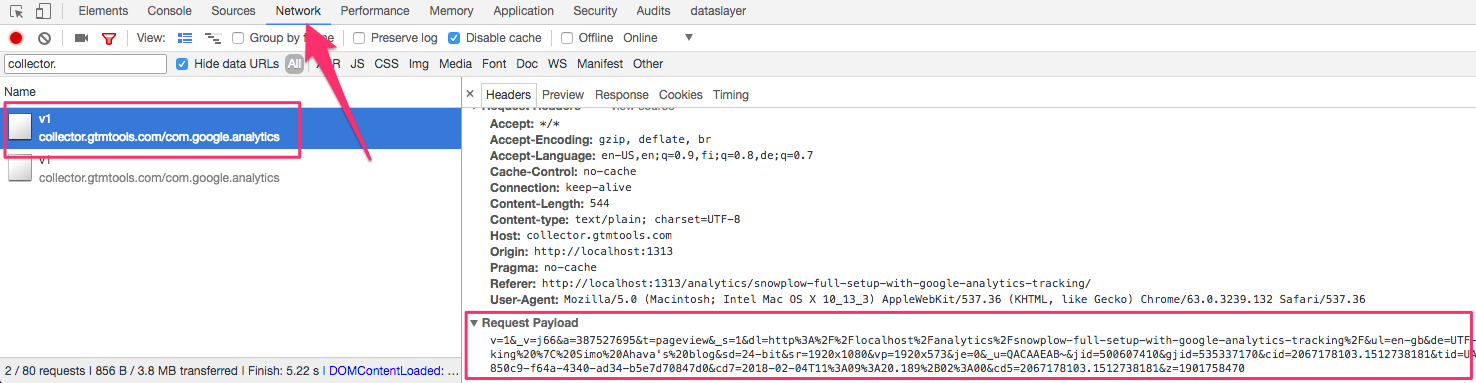 Elements Console Sources Network Performance Memory Application Security Audits dataslayer
View: Group by Preserve log Disable cache Offline Online
collector. Hide data URLs All JS CSS Img Media Font Doc WS Manifest Other
Name
× Headers Preview Response Cookies Timing
v1
collector.gtmtools.com/com.google.analytics
v1
collector.gtmtools.com/com.google.analytics
Request Headers view source
Accept: */*
Accept-Encoding: gzip, deflate, br
Accept-Language: en-US,en;q=0.9,fi;q=0.8,de;q=0.7
Cache-Control: no-cache
Connection: keep-alive
Content-Length: 544
Content-type: text/plain; charset=UTF-8
Host: collector.gtmtools.com
Origin: http://localhost:1313
Pragma: no-cache
Referer: http://localhost:1313/analytics/snowplow-full-setup-with-google-analytics-tracking/
User-Agent: Mozilla/5.0 (Macintosh; Intel Mac OS X 10_13_3) AppleWebKit/537.36 (KHTML, like Gecko) Chrome/63.0.3239.132 Safari/537.36
▼ Request Payload
v=1&_v=j66&a=387527695&t=pageview&_s=1&dl=http%3A%2F%2Flocalhost%2Fanalytics%2Fsnowplow-full-setup-with-google-analytics-tracking%2F&ul=en-gb&de=UTF-
king%20%7C%20Simo%20Ahava's%20blog&sd=24-bit&sr=1920x1080&vp=1920x573&je=0&_u=QACAAEAB~&jid=500607410&gjid=535337170&cid=2067178103.1512738181&tid=UA
850c9-f64a-4340-ad34-b5e7d70847d0&cd7=2018-02-04T11%3A09%3A20.189%2B02%3A00&cd5=2067178103.1512738181&z=1901758470
2 / 80 requests | 856 B / 3.8 MB transferred | Finish: 5.22 s | DOMContentLoaded: ...